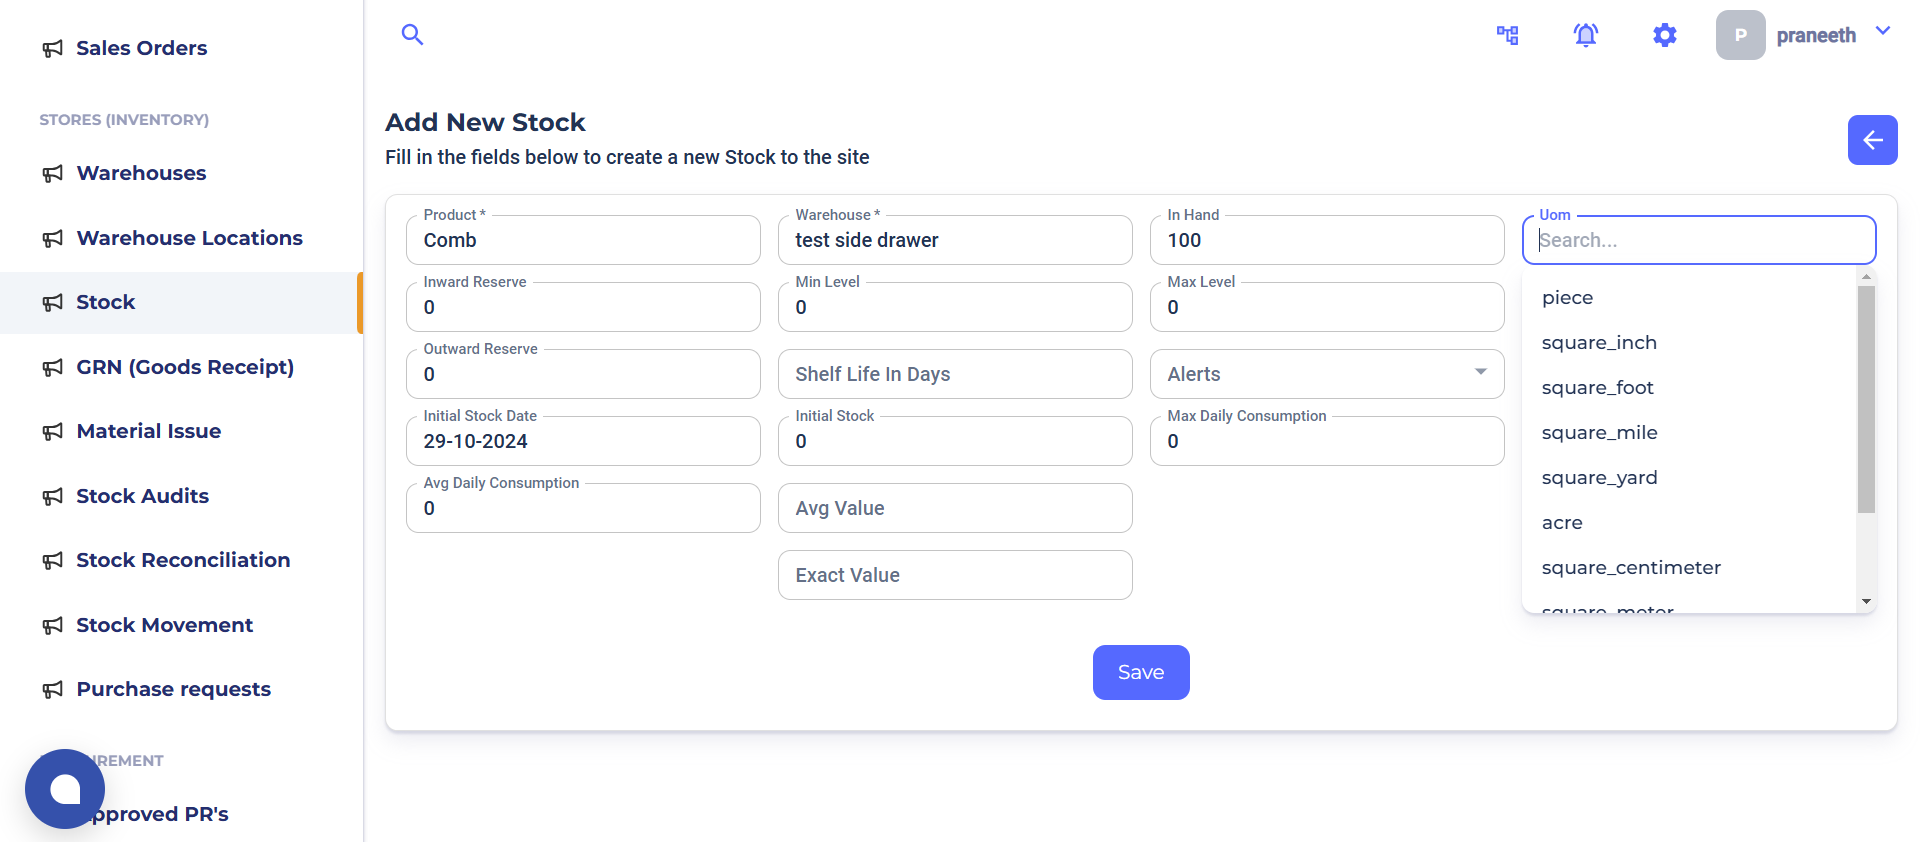 Sales Orders
STORES (INVENTORY)
Warehouses
Warehouse Locations
Stock
GRN (Goods Receipt)
Material Issue
Stock Audits
Stock Reconciliation
Stock Movement
Purchase requests
IREMENT
pproved PR's
P
praneeth
Add New Stock
Fill in the fields below to create a new Stock to the site
Product *
Comb
Warehouse *
test side drawer
In Hand
100
Uom
Search...
Inward Reserve
0
Min Level
0
Max Level
0
Outward Reserve
0
Shelf Life In Days
Alerts
Initial Stock Date
29-10-2024
Initial Stock
0
Max Daily Consumption
0
Avg Daily Consumption
0
Avg Value
Exact Value
piece
square_inch
square_foot
square_mile
square_yard
acre
square_centimeter
square_meter
Save